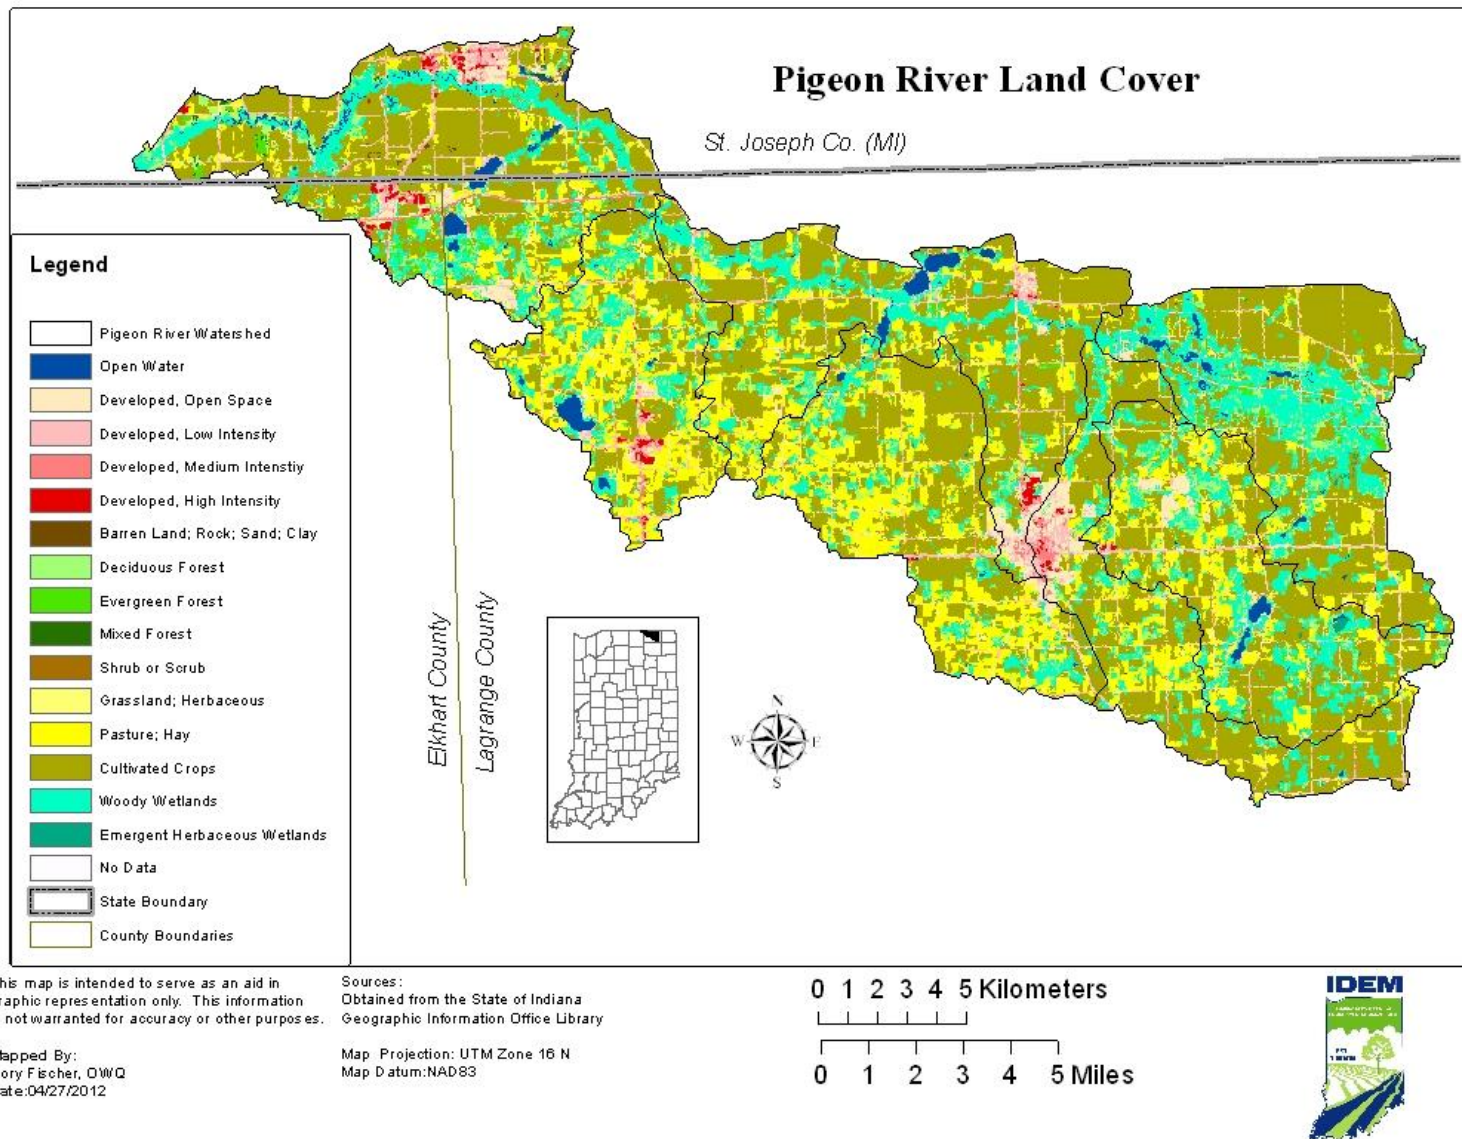 Pigeon River Land Cover
St. Joseph Co. (MI)
Legend
Pigeon River Watershed
Open Water
Developed, Open Space
Developed, Low Intensity
Developed, Medium Intenstiy
Developed, High Intensity
Barren Land; Rock; Sand; Clay
Deciduous Forest
Evergreen Forest
Mixed Forest
Shrub or Scrub
Grassland; Herbaceous
Pasture; Hay
Cultivated Crops
Woody Wetlands
Emergent Herbaceous Wetlands
No Data
State Boundary
County Boundaries
Elkhart County
Lagrange County
N
W E
S
his map is intended to serve as an aid in
raphic representation only. This information
not warranted for accuracy or other purposes.
apped By:
ory Fischer, OWQ
ate:04/27/2012
Sources:
Obtained from the State of Indiana
Geographic Information Office Library
Map Projection: UTM Zone 16 N
Map Datum:NAD83
0 1 2 3 4 5 Kilometers
0 1 2 3 4 5 Miles
IDEM